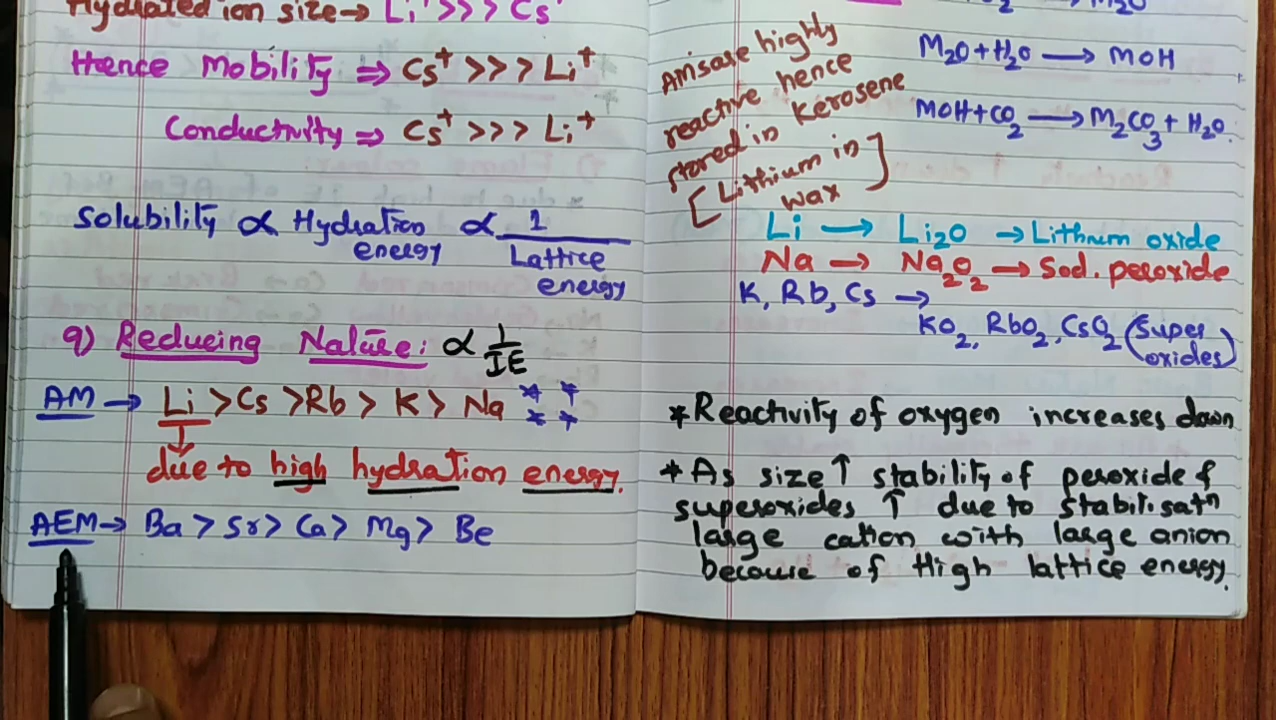 Hydrated ion size → Li⁺ >>> Cs⁺
Hence Mobility ⇒ Cs⁺ >>> Li⁺
Conductivity ⇒ Cs⁺ >>> Li⁺
Solubility ∝ Hydration energy ∝ 1/Lattice energy
9) Reducing Nature: ∝ 1/IE
AM → Li > Cs > Rb > K > Na ** **
due to high hydration energy.
AEM → Ba > Sr > Ca > Mg > Be
M₂O + H₂O → MOH
MOH + CO₂ → M₂CO₃ + H₂O
AMs are highly
reactive hence
stored in Kerosene
[Lithium in
wax]
Li → Li₂O → Lithium oxide
Na → Na₂O₂ → Sod. peroxide
K, Rb, Cs →
KO₂, RbO₂, CsO₂ (Super
oxides)
*Reactivity of oxygen increases down
*As size ↑ stability of peroxide &
superoxides ↑ due to stabilisatⁿ
large cation with large anion
because of High lattice energy.